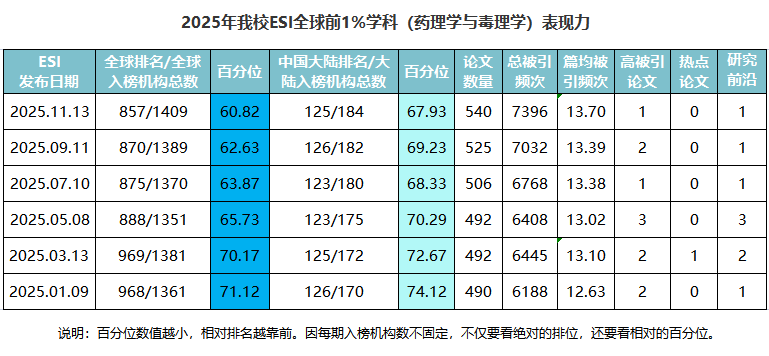 2025年我校ESI全球前1%学科（药理学与毒理学）表现力
ESI 发布日期 全球排名/全球入榜机构总数 百分位 中国大陆排名/大陆入榜机构总数 百分位 论文数量 总被引频次 篇均被引频次 高被引论文 热点论文 研究前沿
2025.11.13 857/1409 60.82 125/184 67.93 540 7396 13.70 1 0 1
2025.09.11 870/1389 62.63 126/182 69.23 525 7032 13.39 2 0 1
2025.07.10 875/1370 63.87 123/180 68.33 506 6768 13.38 1 0 1
2025.05.08 888/1351 65.73 123/175 70.29 492 6408 13.02 3 0 3
2025.03.13 969/1381 70.17 125/172 72.67 492 6445 13.10 2 1 2
2025.01.09 968/1361 71.12 126/170 74.12 490 6188 12.63 2 0 1
说明：百分位数值越小，相对排名越靠前。因每期入榜机构数不固定，不仅要看绝对的排位，还要看相对的百分位。